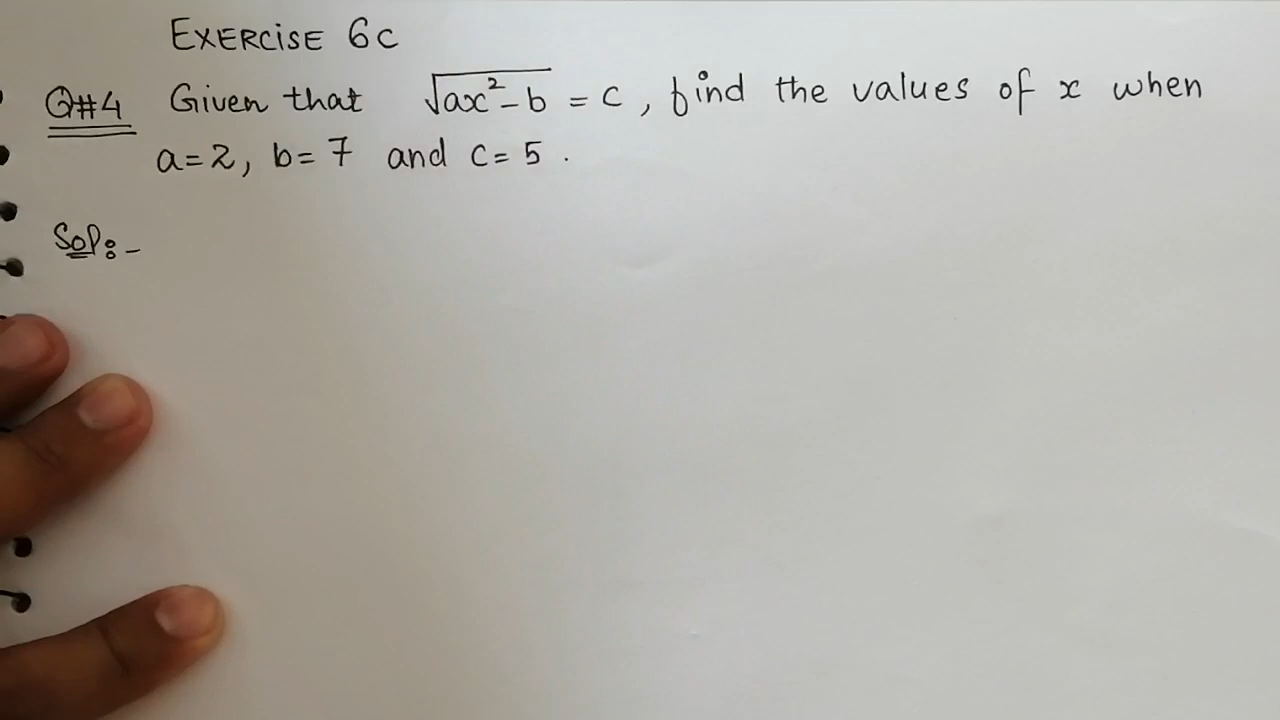 EXERCISE 6C
Q#4 Given that √ax²-b = c, find the values of x when
a=2, b=7 and c=5.
Sol:-